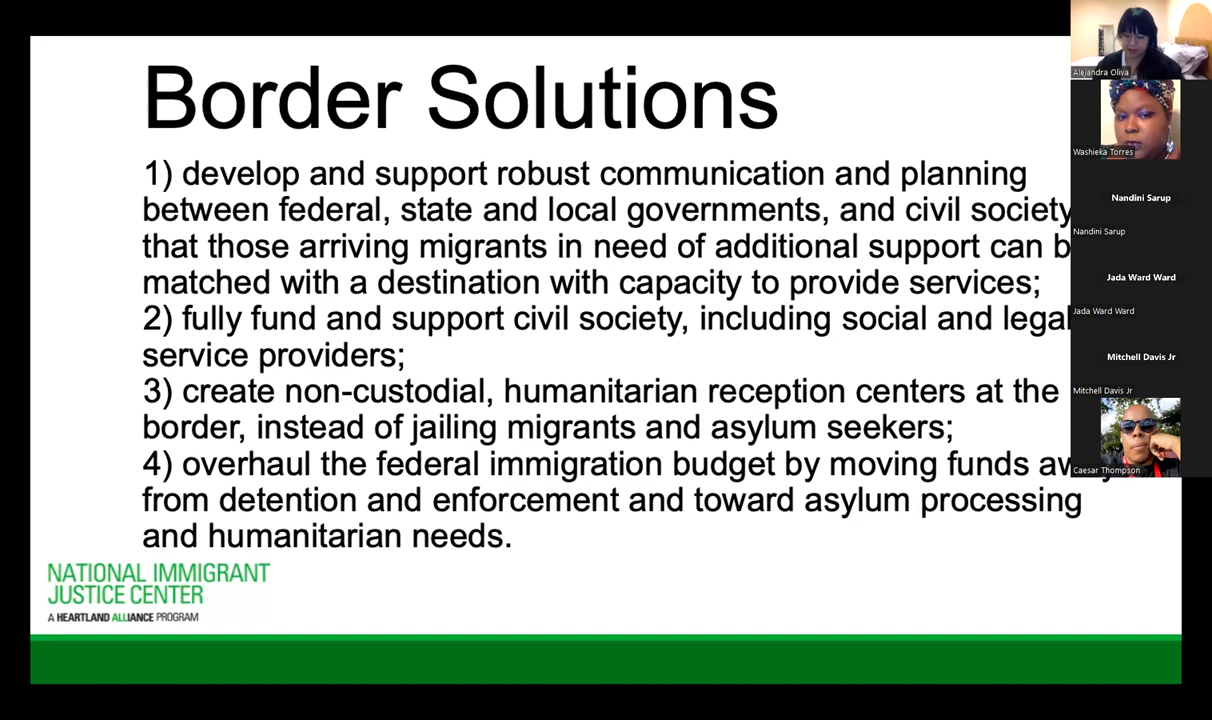 Border Solutions
1) develop and support robust communication and planning
between federal, state and local governments, and civil society
that those arriving migrants in need of additional support can
matched with a destination with capacity to provide services;
2) fully fund and support civil society, including social and legal
service providers;
3) create non-custodial, humanitarian reception centers at the
border, instead of jailing migrants and asylum seekers;
4) overhaul the federal immigration budget by moving funds
from detention and enforcement and toward asylum processing
and humanitarian needs.
NATIONAL IMMIGRANT
JUSTICE CENTER
A HEARTLAND ALLIANCE PROGRAM
Alejandra Oliva
Washieka Torres
Nandini Sarup
Nandini Sarup
Jada Ward Ward
Jada Ward Ward
Mitchell Davis Jr
Mitchell Davis Jr
Caesar Thompson